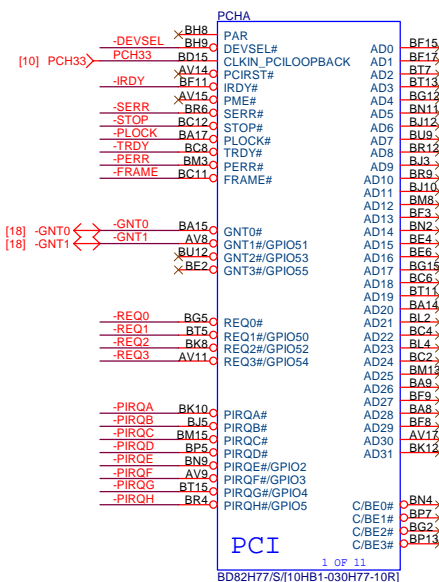 PCHA
BH8 PAR
-DEVSEL BH9 DEVSEL#
[10] PCH33 PCH33 BD15 CLKIN_PCILOOPBACK
AV14 PCIRST#
-IRDY BF11 IRDY#
AV15 PME#
-SERR BR6 SERR#
-STOP BC12 STOP#
-PLOCK BA17 PLOCK#
-TRDY BC8 TRDY#
-PERR BM3 PERR#
-FRAME BC11 FRAME#
[18] -GNT0 -GNT0 BA15 GNT0#
[18] -GNT1 -GNT1 AV8 GNT1#/GPIO51
BU12 GNT2#/GPIO53
BE2 GNT3#/GPIO55
-REQ0 BG5 REQ0#
-REQ1 BT5 REQ1#/GPIO50
-REQ2 BK8 REQ2#/GPIO52
-REQ3 AV11 REQ3#/GPIO54
-PIRQA BK10 PIRQA#
-PIRQB BJ5 PIRQB#
-PIRQC BM15 PIRQC#
-PIRQD BP5 PIRQD#
-PIRQE BN9 PIRQE#/GPIO2
-PIRQF AV9 PIRQF#/GPIO3
-PIRQG BT15 PIRQG#/GPIO4
-PIRQH BR4 PIRQH#/GPIO5
AD0 BF15
AD1 BF17
AD2 BT7
AD3 BT13
AD4 BG12
AD5 BN11
AD6 BJ12
AD7 BU9
AD8 BR12
AD9 BJ3
AD10 BR9
AD11 BJ10
AD12 BM8
AD13 BF3
AD14 BN2
AD15 BE4
AD16 BE6
AD17 BG15
AD18 BC6
AD19 BT11
AD20 BA14
AD21 BL2
AD22 BC4
AD23 BL4
AD24 BC2
AD25 BM13
AD26 BA9
AD27 BF9
AD28 BA8
AD29 BF8
AD30 AV17
AD31 BK12
C/BE0# BN4
C/BE1# BP7
C/BE2# BG2
C/BE3# BP13
PCI
1 OF 11
BD82H77/S/[10HB1-030H77-10R]